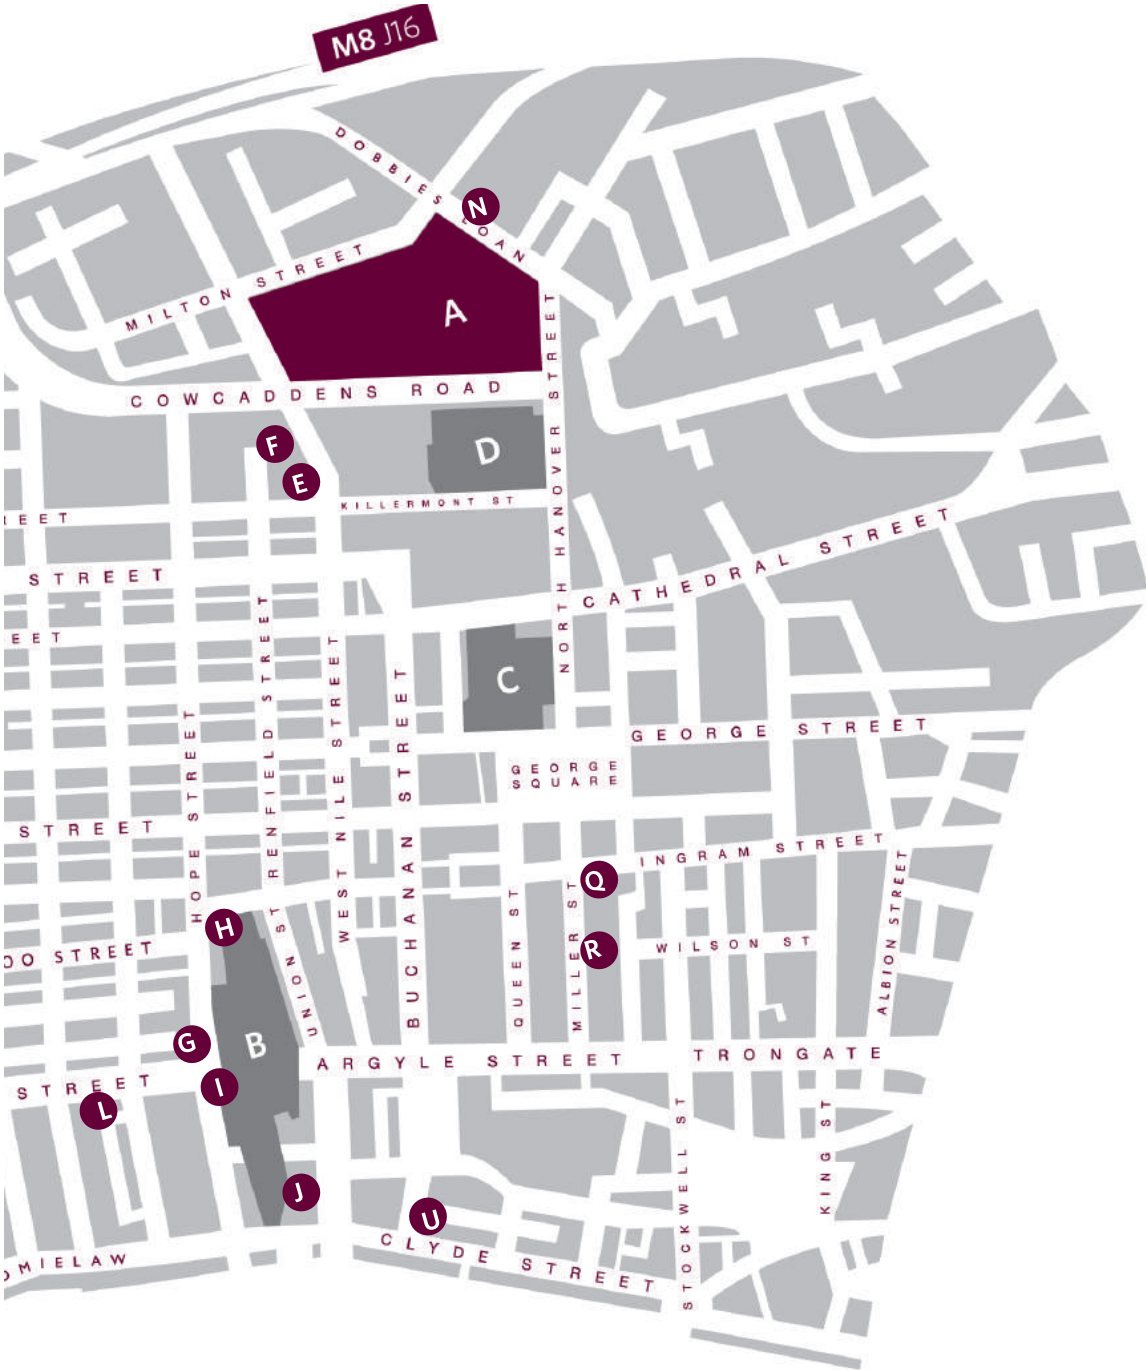 M8 J16
DOBBIES LOAN
N
MILTON STREET
A
NORTH HANOVER STREET
COWCADDENS ROAD
F
D
E
KILLERMONT ST
REET
CATHEDRAL STREET
STREET
EET
C
RENFIELD STREET
WEST NILE STREET
BUCHANAN STREET
HOPE STREET
GEORGE STREET
GEORGE
SQUARE
STREET
INGRAM STREET
Q
ALBION STREET
QUEEN ST
MILLER ST
H
R
WILSON ST
OO STREET
UNION ST
G
B
ARGYLE STREET
TRONGATE
I
STREET
L
STOCKWELL ST
KING ST
J
U
CLYDE STREET
OMIELAW